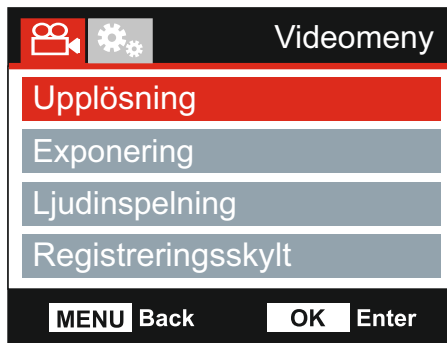 Videomeny
Upplösning
Exponering
Ljudinspelning
Registreringsskylt
MENU Back OK Enter